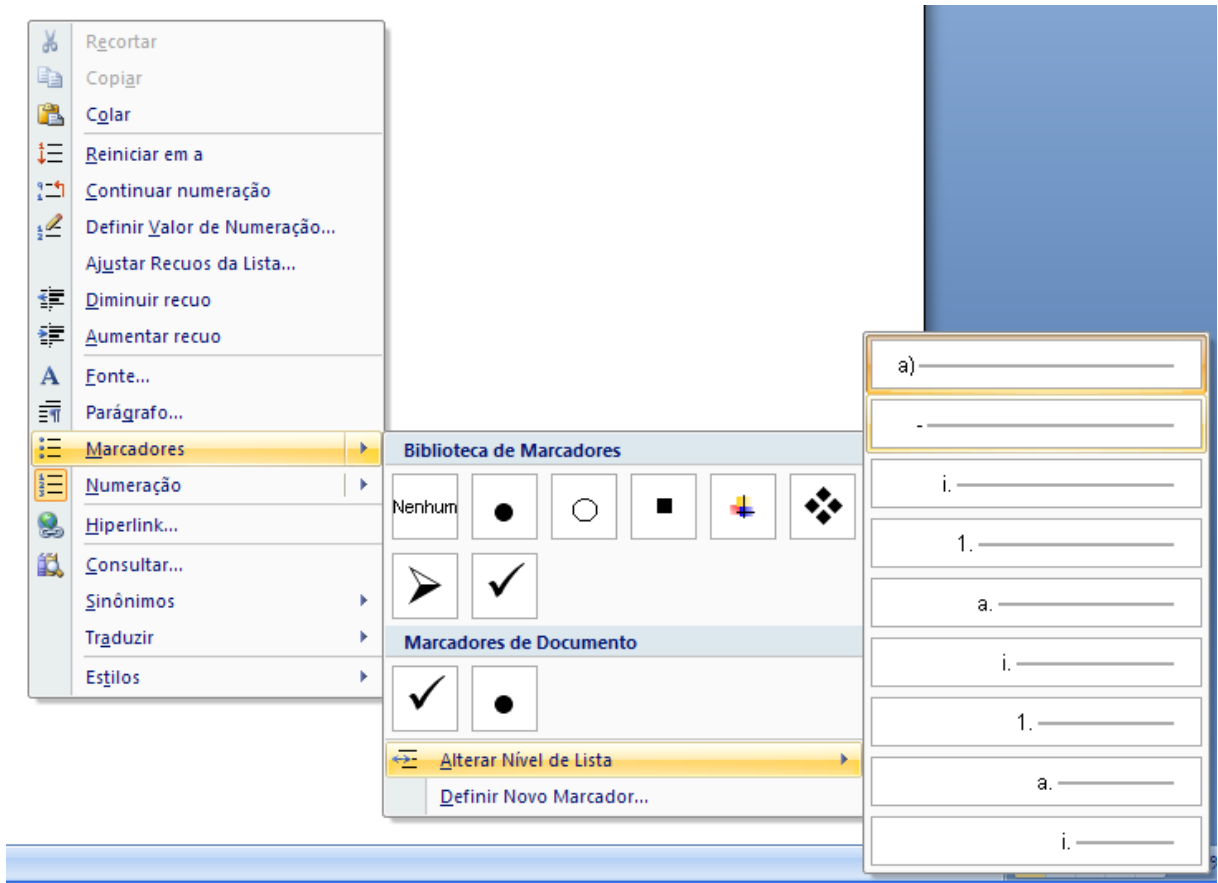 Recortar
Copiar
Colar
Reiniciar em a
Continuar numeração
Definir Valor de Numeração...
Ajustar Recuos da Lista...
Diminuir recuo
Aumentar recuo
Fonte...
Parágrafo...
Marcadores
Numeração
Hiperlink...
Consultar...
Sinônimos
Traduzir
Estilos
Biblioteca de Marcadores
Nenhum
Marcadores de Documento
Alterar Nível de Lista
Definir Novo Marcador...
a)
-
i.
1.
a.
i.
1.
a.
i.